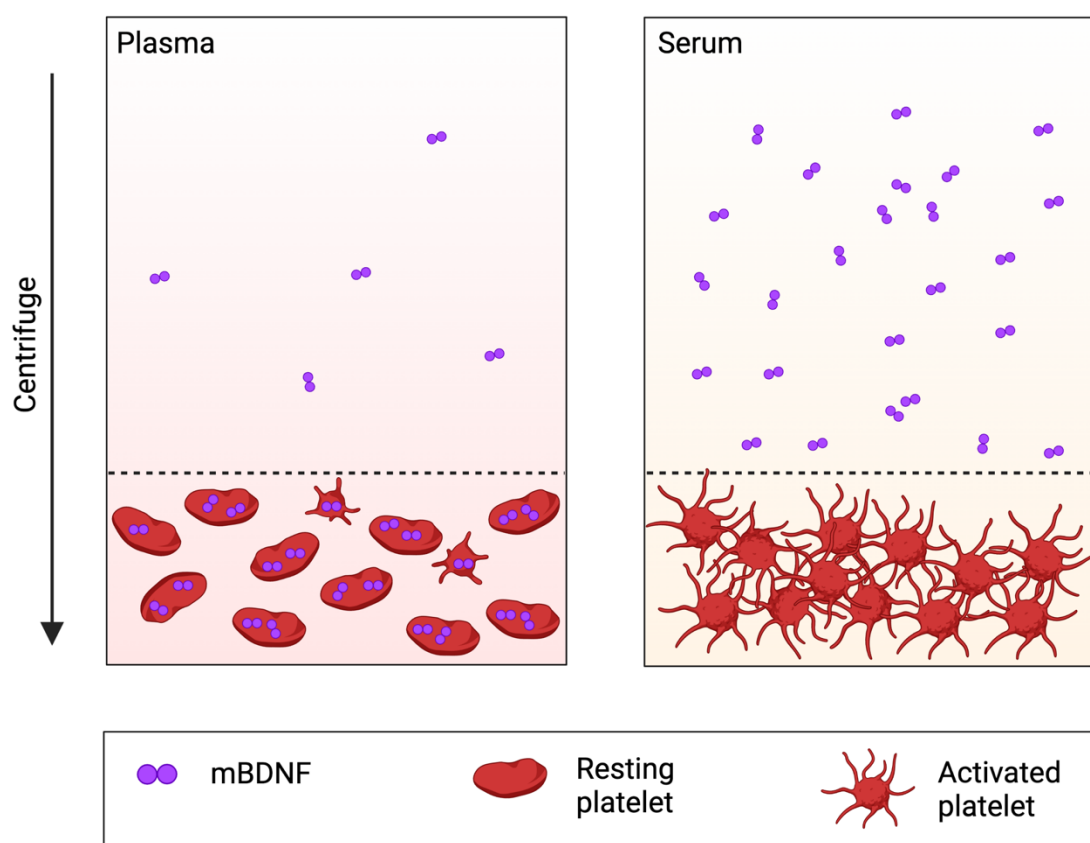 Plasma
Serum
Centrifuge
mBDNF
Resting
platelet
Activated
platelet